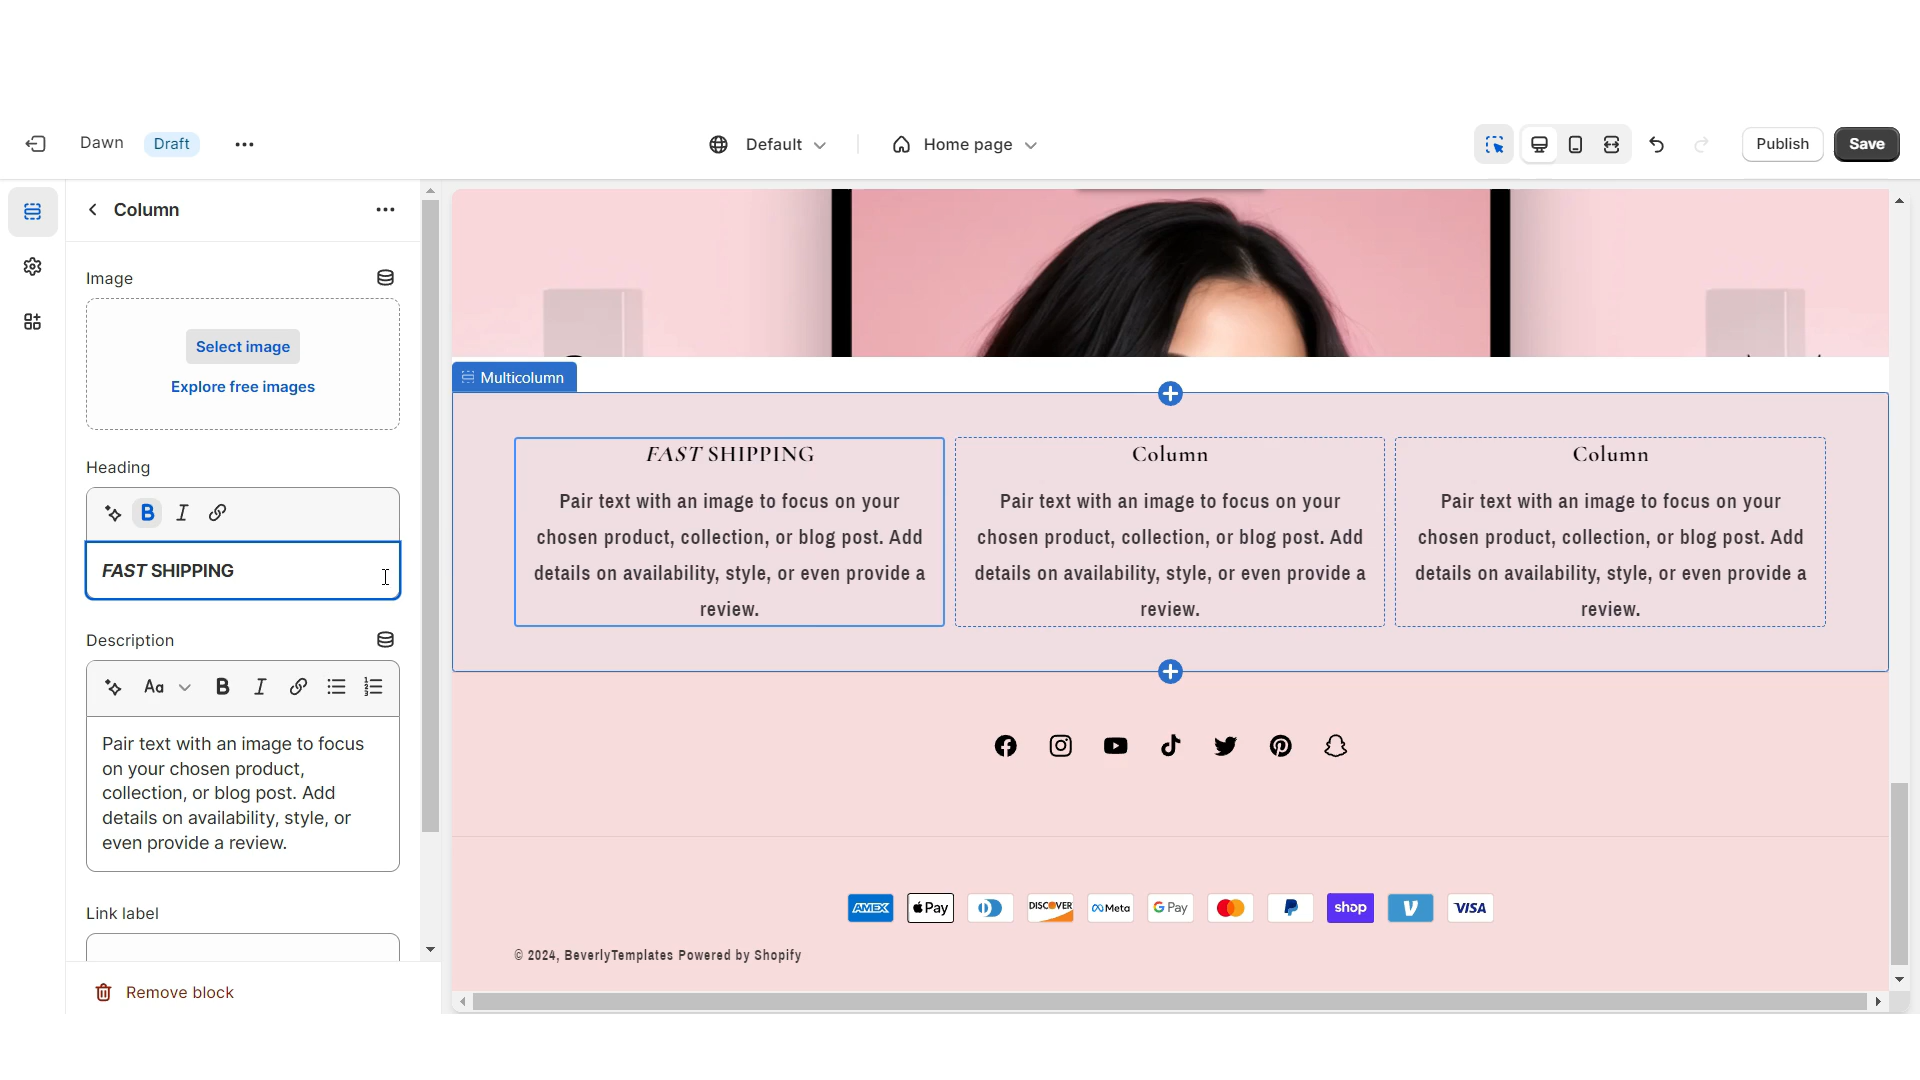 Dawn
Draft
Default
Home page
Publish
Save
Column
Image
Select image
Explore free images
Heading
B I
FAST SHIPPING
Description
Aa
B I
Pair text with an image to focus
on your chosen product,
collection, or blog post. Add
details on availability, style, or
even provide a review.
Link label
Remove block
Multicolumn
FAST SHIPPING
Pair text with an image to focus on your
chosen product, collection, or blog post. Add
details on availability, style, or even provide a
review.
Column
Pair text with an image to focus on your
chosen product, collection, or blog post. Add
details on availability, style, or even provide a
review.
Column
Pair text with an image to focus on your
chosen product, collection, or blog post. Add
details on availability, style, or even provide a
review.
AMEX Pay DISCOVER Meta G Pay shop VISA
© 2024, BeverlyTemplates Powered by Shopify